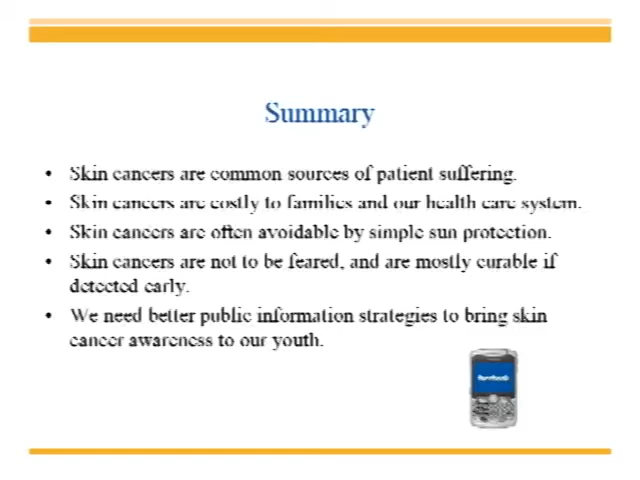 Summary
• Skin cancers are common sources of patient suffering.
• Skin cancers are costly to families and our health care system.
• Skin cancers are often avoidable by simple sun protection.
• Skin cancers are not to be feared, and are mostly curable if
detected early.
• We need better public information strategies to bring skin
cancer awareness to our youth.